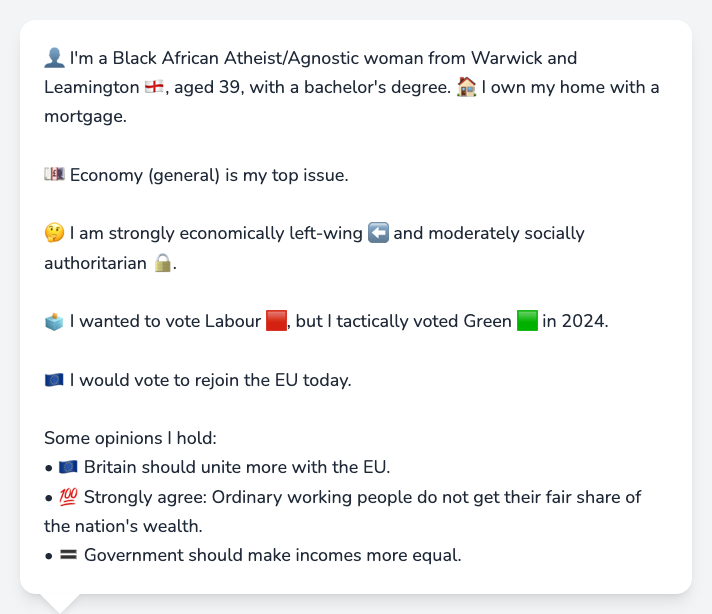 👤 I'm a Black African Atheist/Agnostic woman from Warwick and
Leamington 🏴󠁧󠁢󠁥󠁮󠁧󠁿, aged 39, with a bachelor's degree. 🏠 I own my home with a
mortgage.
💷 Economy (general) is my top issue.
🤔 I am strongly economically left-wing ⬅️ and moderately socially
authoritarian 🔒.
🗳️ I wanted to vote Labour 🟥, but I tactically voted Green 🟩 in 2024.
🇪🇺 I would vote to rejoin the EU today.
Some opinions I hold:
• 🇪🇺 Britain should unite more with the EU.
• 💯 Strongly agree: Ordinary working people do not get their fair share of
the nation's wealth.
• 🟰 Government should make incomes more equal.